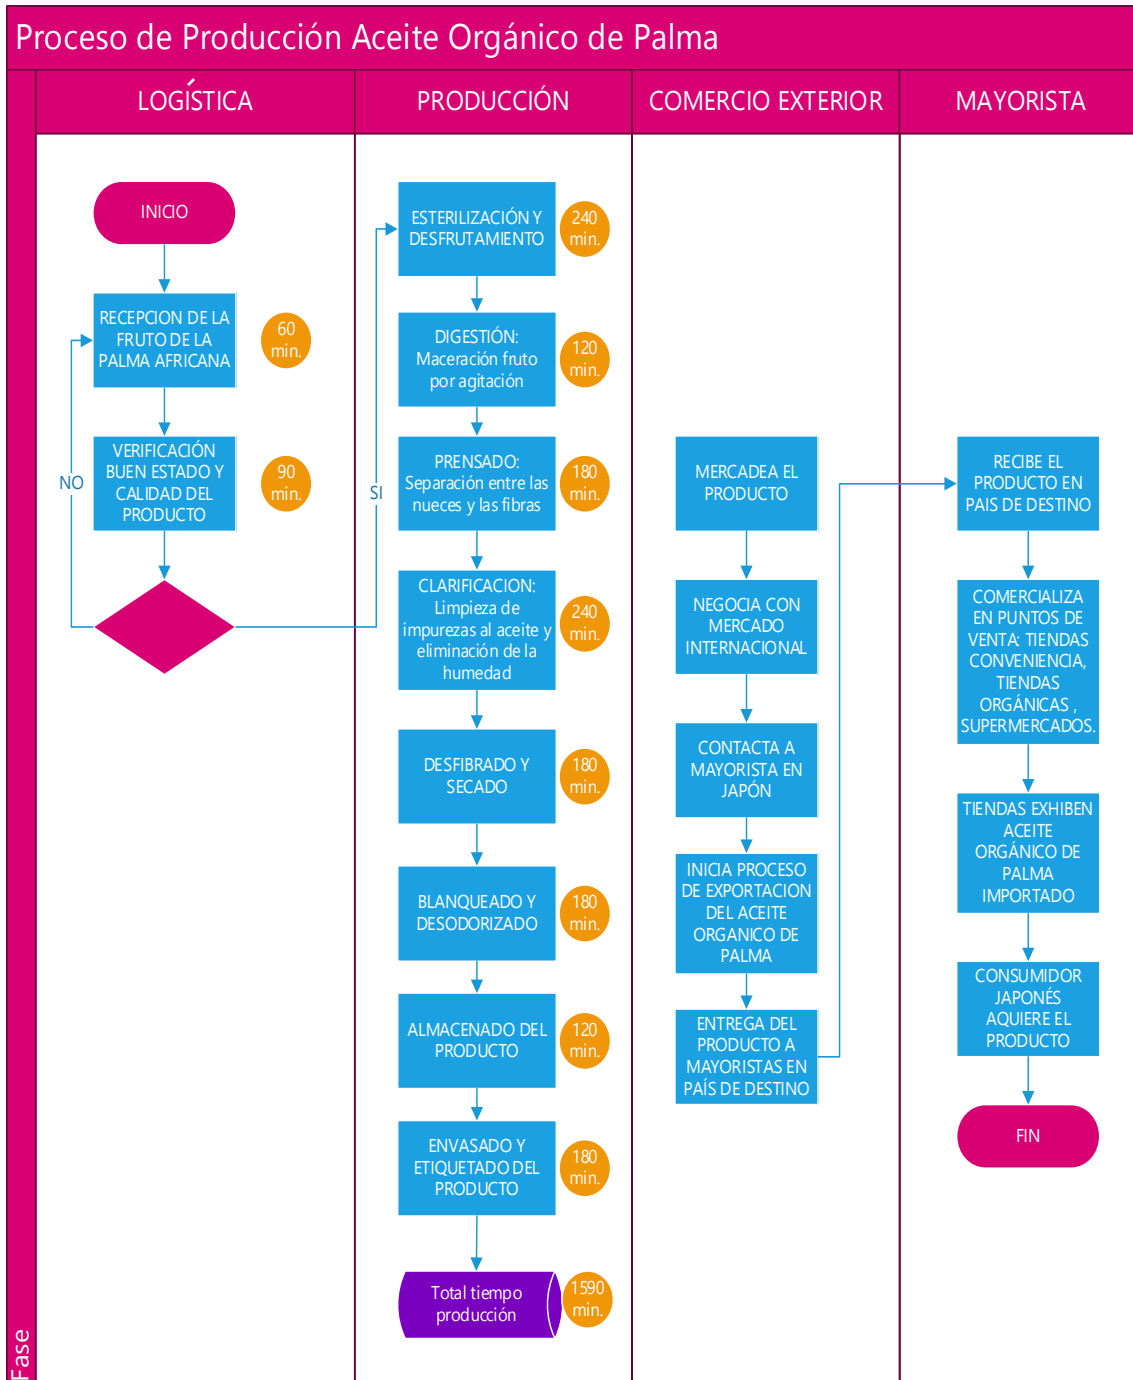 Proceso de Producción Aceite Orgánico de Palma
Fase
LOGÍSTICA
PRODUCCIÓN
COMERCIO EXTERIOR
MAYORISTA
INICIO
RECEPCION DE LA
FRUTO DE LA
PALMA AFRICANA
60
min.
VERIFICACIÓN
BUEN ESTADO Y
CALIDAD DEL
PRODUCTO
90
min.
NO
SI
ESTERILIZACIÓN Y
DESFRUTAMIENTO
240
min.
DIGESTIÓN:
Maceración fruto
por agitación
120
min.
PRENSADO:
Separación entre las
nueces y las fibras
180
min.
CLARIFICACION:
Limpieza de
impurezas al aceite y
eliminación de la
humedad
240
min.
DESFIBRADO Y
SECADO
180
min.
BLANQUEADO Y
DESODORIZADO
180
min.
ALMACENADO DEL
PRODUCTO
120
min.
ENVASADO Y
ETIQUETADO DEL
PRODUCTO
180
min.
Total tiempo
producción
1590
min.
MERCADEA EL
PRODUCTO
NEGOCIA CON
MERCADO
INTERNACIONAL
CONTACTA A
MAYORISTA EN
JAPÓN
INICIA PROCESO
DE EXPORTACION
DEL ACEITE
ORGANICO DE
PALMA
ENTREGA DEL
PRODUCTO A
MAYORISTAS EN
PAÍS DE DESTINO
RECIBE EL
PRODUCTO EN
PAIS DE DESTINO
COMERCIALIZA
EN PUNTOS DE
VENTA: TIENDAS
CONVENIENCIA,
TIENDAS
ORGÁNICAS ,
SUPERMERCADOS.
TIENDAS EXHIBEN
ACEITE
ORGÁNICO DE
PALMA
IMPORTADO
CONSUMIDOR
JAPONÉS
AQUIERE EL
PRODUCTO
FIN